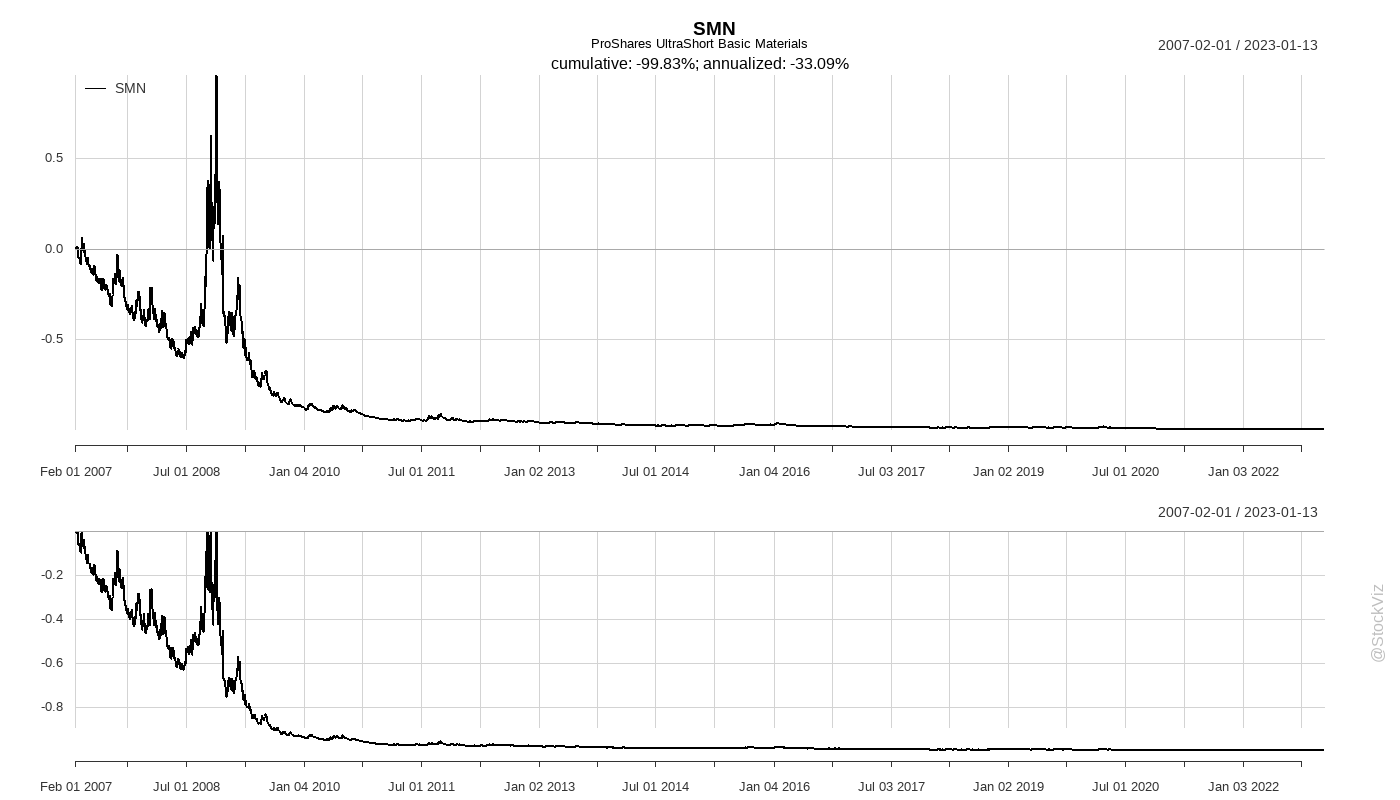 SMN
ProShares UltraShort Basic Materials
cumulative: -99.83%; annualized: -33.09%
2007-02-01 / 2023-01-13
SMN
0.5
0.0
-0.5
Feb 01 2007 Jul 01 2008 Jan 04 2010 Jul 01 2011 Jan 02 2013 Jul 01 2014 Jan 04 2016 Jul 03 2017 Jan 02 2019 Jul 01 2020 Jan 03 2022
2007-02-01 / 2023-01-13
-0.2
-0.4
-0.6
-0.8
Feb 01 2007 Jul 01 2008 Jan 04 2010 Jul 01 2011 Jan 02 2013 Jul 01 2014 Jan 04 2016 Jul 03 2017 Jan 02 2019 Jul 01 2020 Jan 03 2022
@StockViz